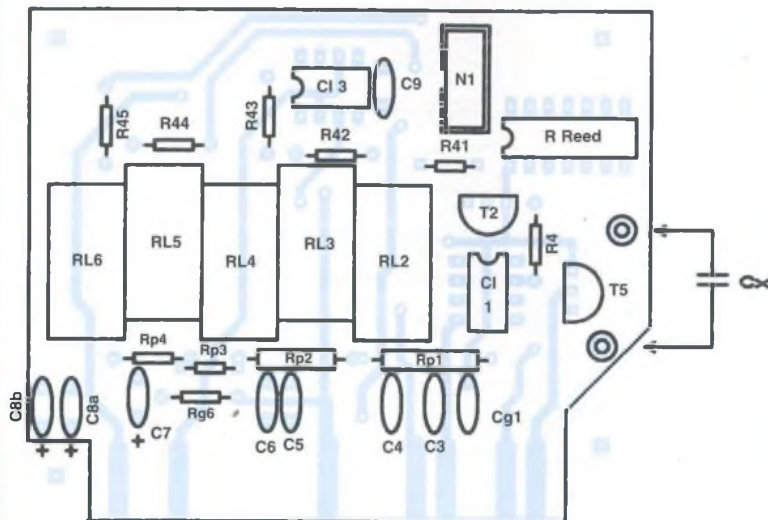 CI 3
C9
N1
R45
R44
R43
R42
R41
R Reed
RL6
RL5
RL4
RL3
RL2
T2
R4
CI
1
T5
Cx
Rp4
Rp3
Rp2
Rp1
C8b
C8a
C7
Rg6
C6
C5
C4
C3
Cg1
+
+
+